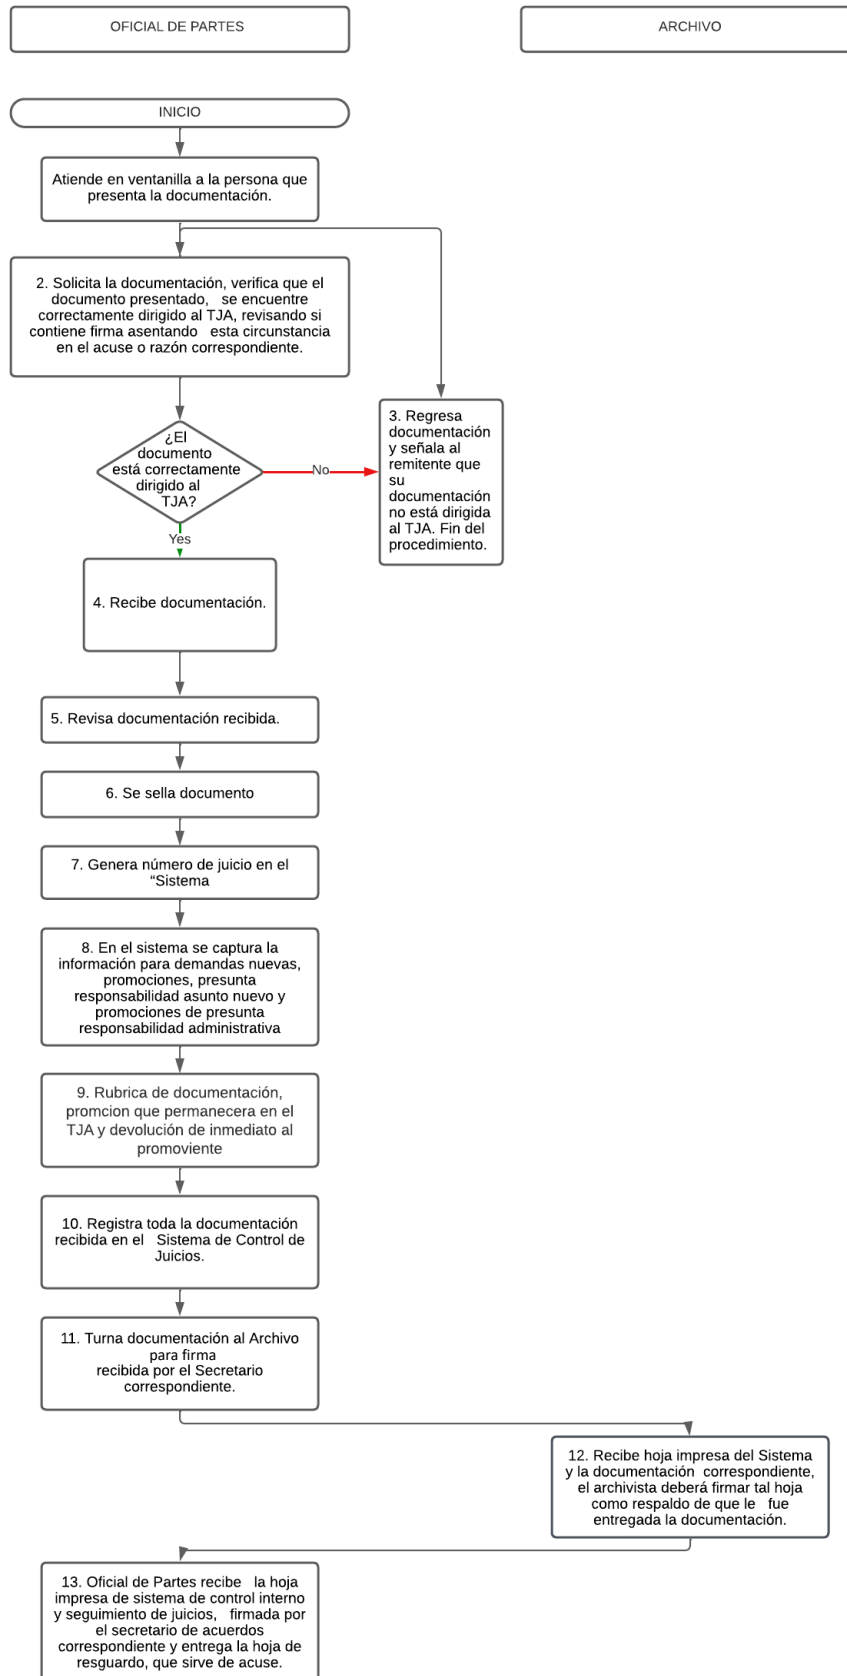 OFICIAL DE PARTES
ARCHIVO
INICIO
Atiende en ventanilla a la persona que
presenta la documentación.
2. Solicita la documentación, verifica que el
documento presentado, se encuentre
correctamente dirigido al TJA, revisando si
contiene firma asentando esta circunstancia
en el acuse o razón correspondiente.
¿El
documento
está correctamente
dirigido al
TJA?
No
3. Regresa
documentación
y señala al
remitente que
su
documentación
no está dirigida
al TJA. Fin del
procedimiento.
Yes
4. Recibe documentación.
5. Revisa documentación recibida.
6. Se sella documento
7. Genera número de juicio en el
“Sistema
8. En el sistema se captura la
información para demandas nuevas,
promociones, presunta
responsabilidad asunto nuevo y
promociones de presunta
responsabilidad administrativa
9. Rubrica de documentación,
promcion que permanecera en el
TJA y devolución de inmediato al
promoviente
10. Registra toda la documentación
recibida en el Sistema de Control de
Juicios.
11. Turna documentación al Archivo
para firma
recibida por el Secretario
correspondiente.
12. Recibe hoja impresa del Sistema
y la documentación correspondiente,
el archivista deberá firmar tal hoja
como respaldo de que le fue
entregada la documentación.
13. Oficial de Partes recibe la hoja
impresa de sistema de control interno
y seguimiento de juicios, firmada por
el secretario de acuerdos
correspondiente y entrega la hoja de
resguardo, que sirve de acuse.